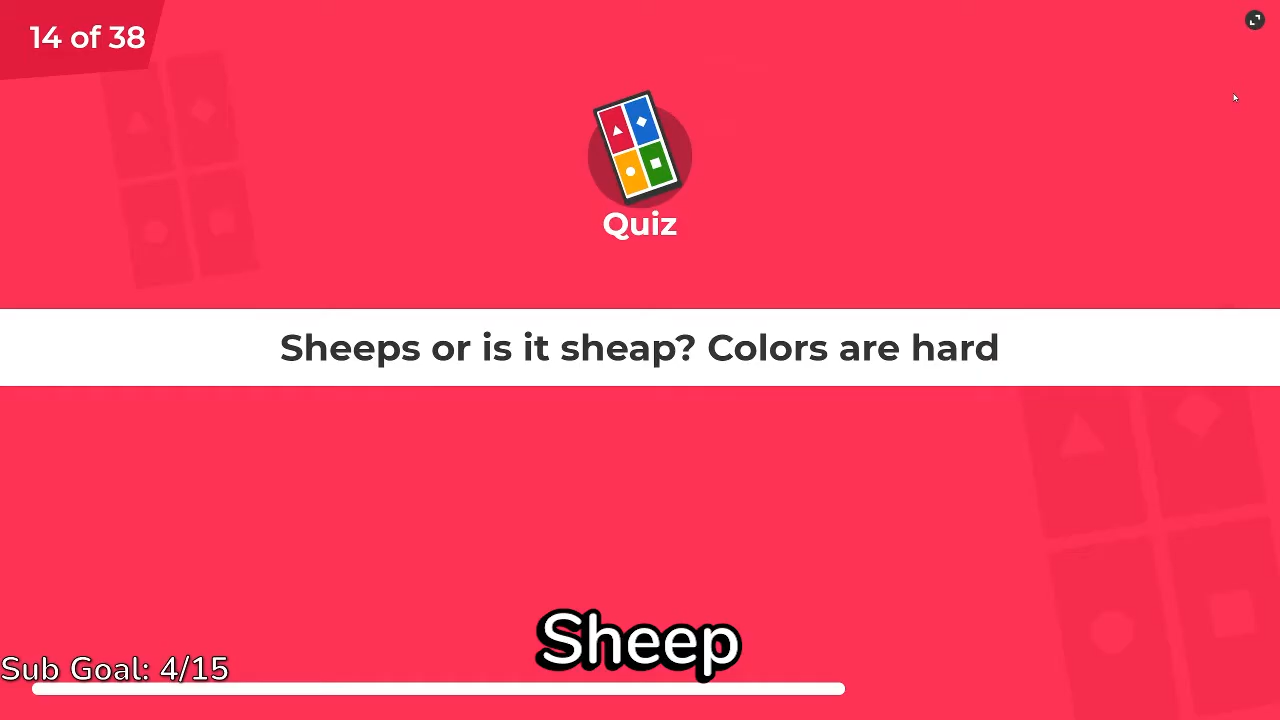 14 of 38
Quiz
Sheeps or is it sheap? Colors are hard
Sheep
Sub Goal: 4/15